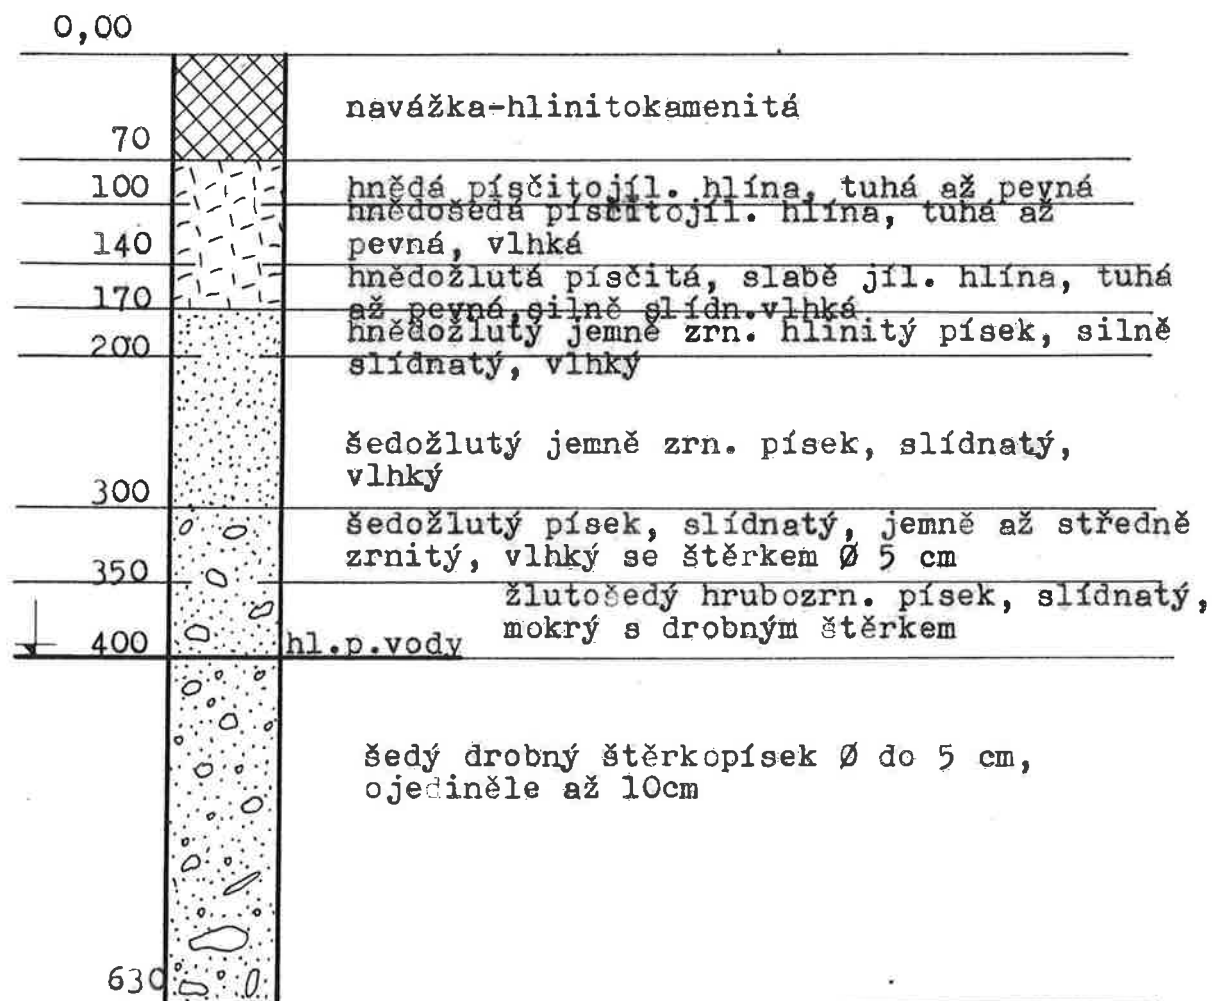 0,00
navážka-hlinitokamenitá
70
100 hnědá písčitojíl. hlína, tuhá až pevná
hnědošedá písčitojíl. hlína, tuhá až
140 pevná, vlhká
hnědožlutá písčitá, slabě jíl. hlína, tuhá
170 až pevná,silně slídn.vlhká
hnědožlutý jemně zrn. hlinitý písek, silně
200 slídnatý, vlhký
šedožlutý jemně zrn. písek, slídnatý,
vlhký
300
šedožlutý písek, slídnatý, jemně až středně
zrnitý, vlhký se štěrkem Ø 5 cm
350
žlutošedý hrubozrn. písek, slídnatý,
mokrý s drobným štěrkem
400 hl.p.vody
šedý drobný štěrkopísek Ø do 5 cm,
ojediněle až 10cm
630